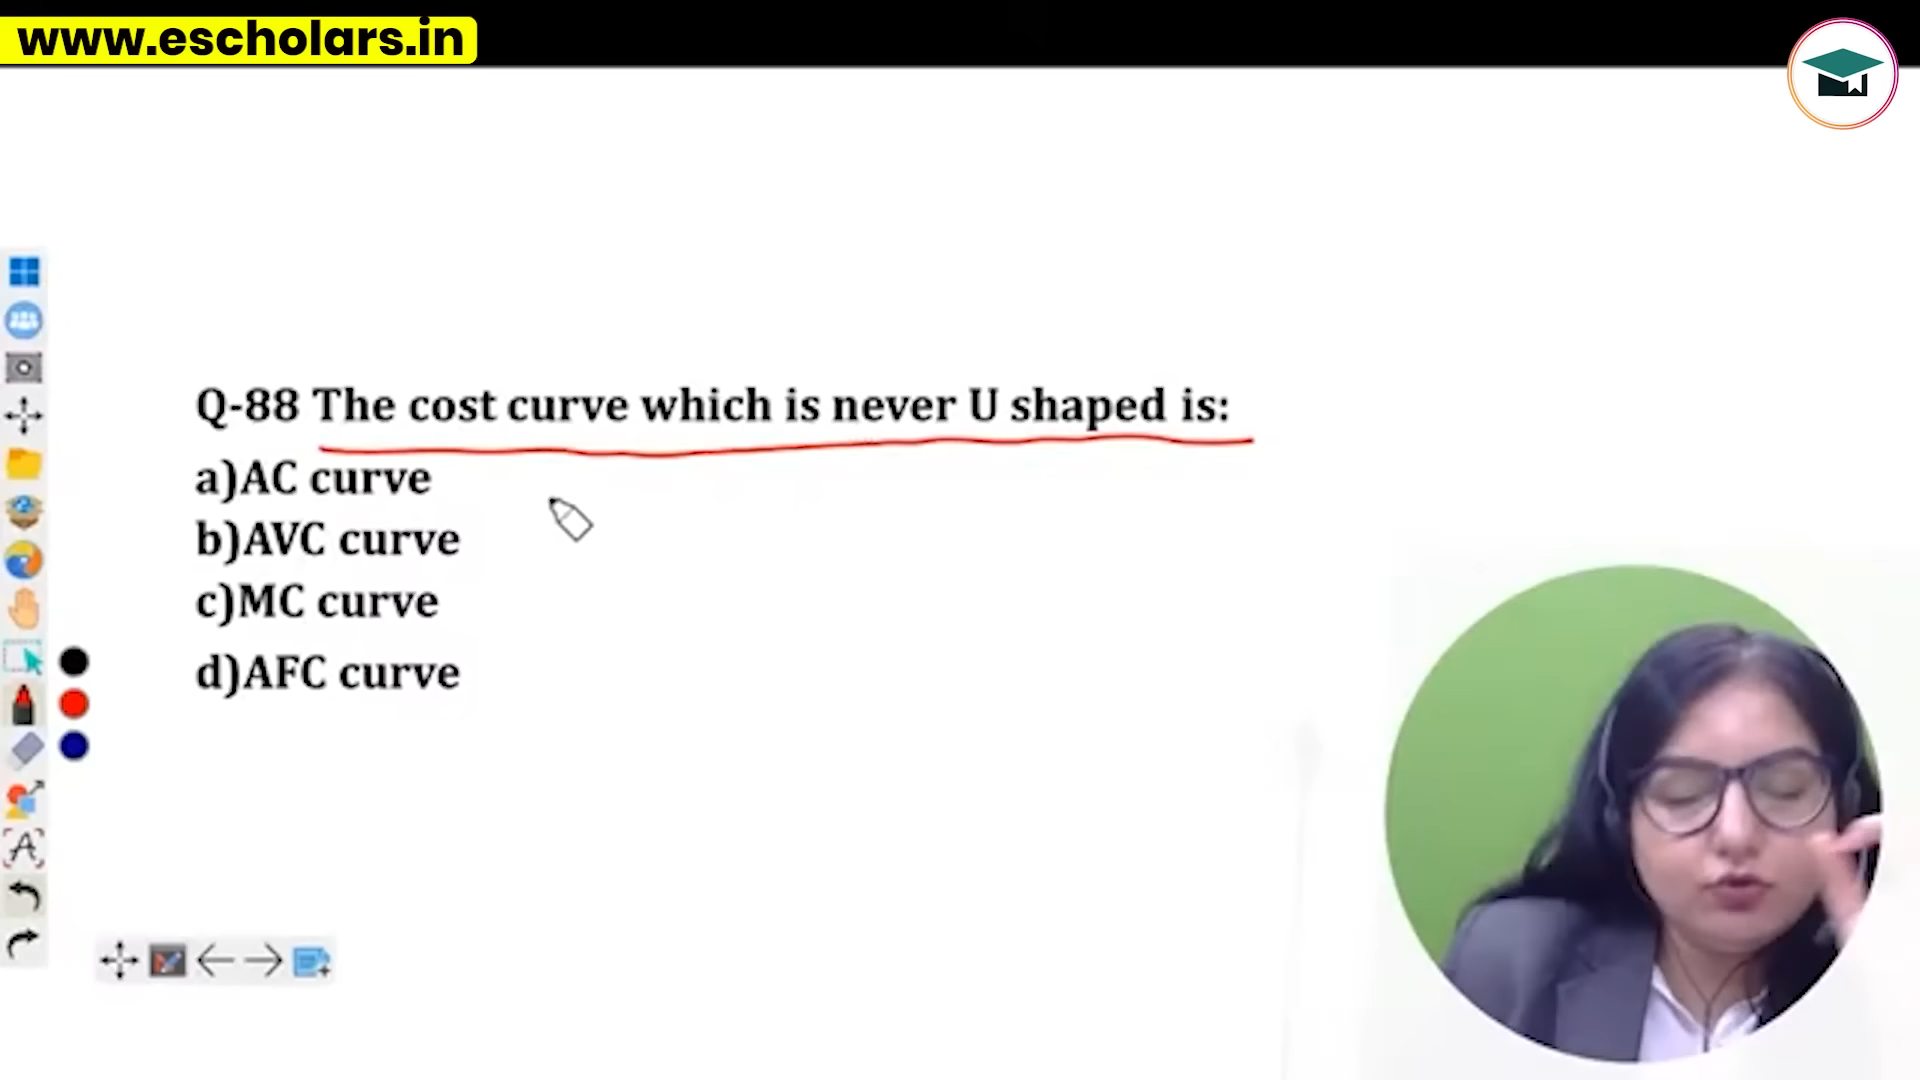 www.escholars.in
Q-88 The cost curve which is never U shaped is:
a)AC curve
b)AVC curve
c)MC curve
d)AFC curve